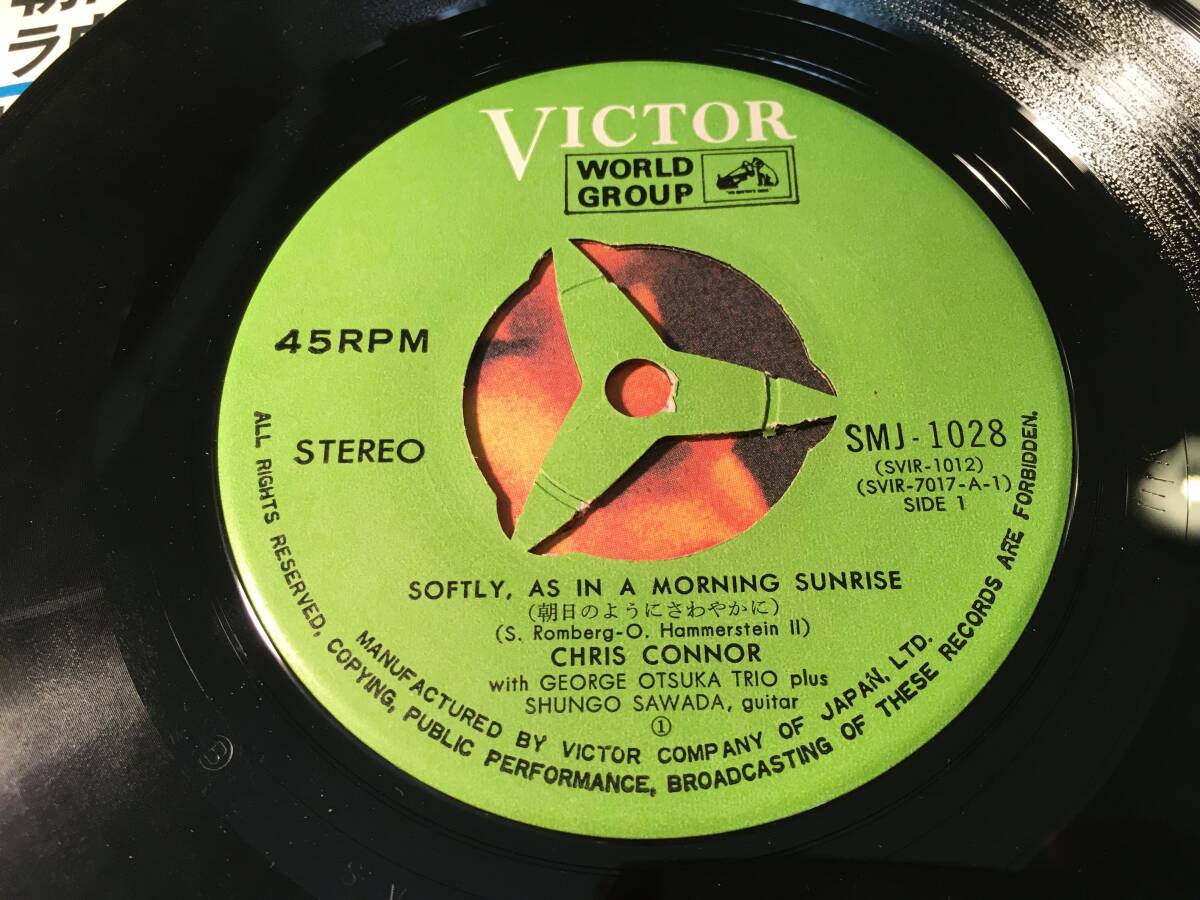 VICTOR
WORLD
GROUP
45RPM
STEREO
SMJ-1028
(SVIR-1012)
(SVIR-7017-A-1)
SIDE 1
SOFTLY, AS IN A MORNING SUNRISE
(朝日のようにさわやかに)
(S. Romberg-O. Hammerstein II)
CHRIS CONNOR
with GEORGE OTSUKA TRIO plus
SHUNGO SAWADA, guitar
①
MANUFACTURED BY VICTOR COMPANY OF JAPAN, LTD.
ALL RIGHTS RESERVED, COPYING, PUBLIC PERFORMANCE, BROADCASTING OF THESE RECORDS ARE FORBIDDEN.